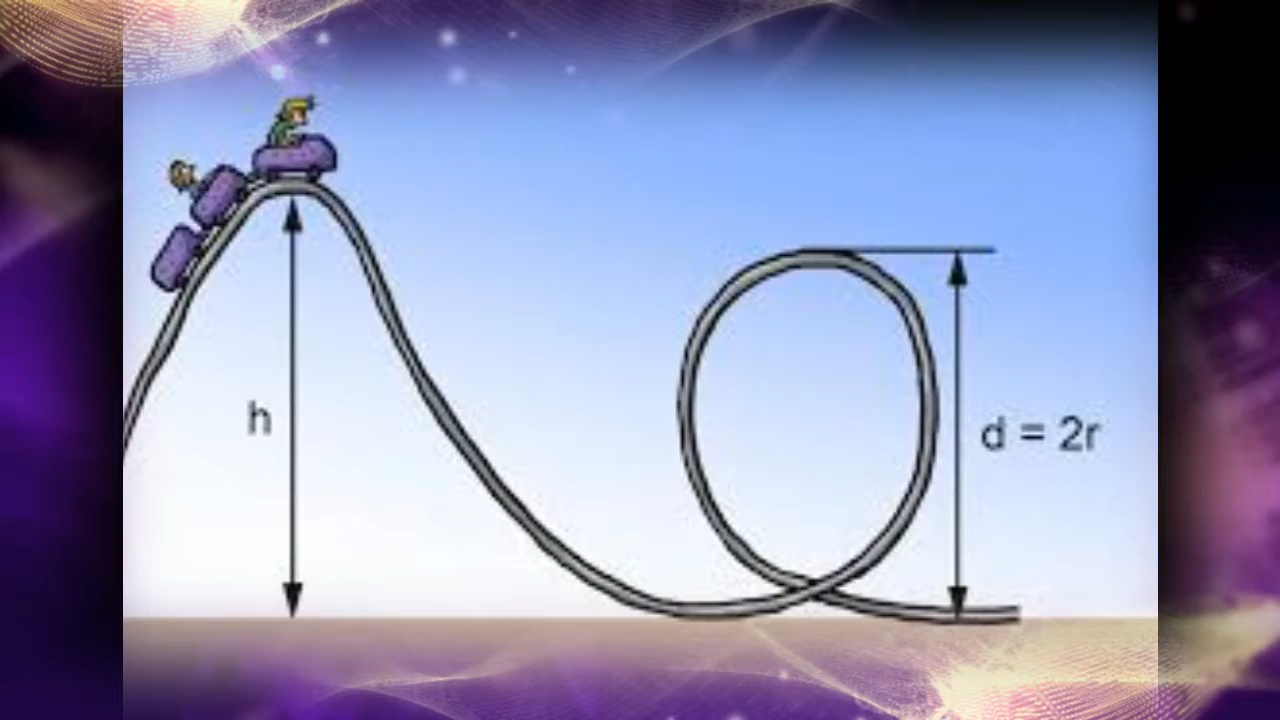 h
d = 2r